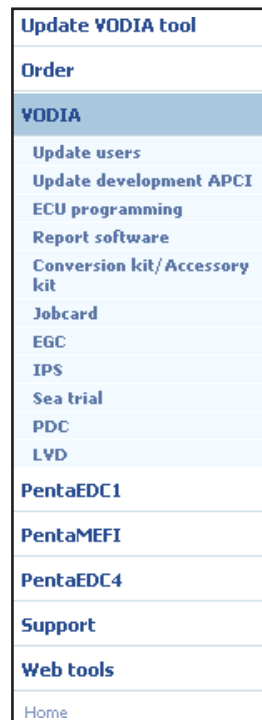 Update VODIA tool
Order
VODIA
Update users
Update development APCI
ECU programming
Report software
Conversion kit/Accessory
kit
Jobcard
EGC
IPS
Sea trial
PDC
LVD
PentaEDC1
PentaMEFI
PentaEDC4
Support
Web tools
Home